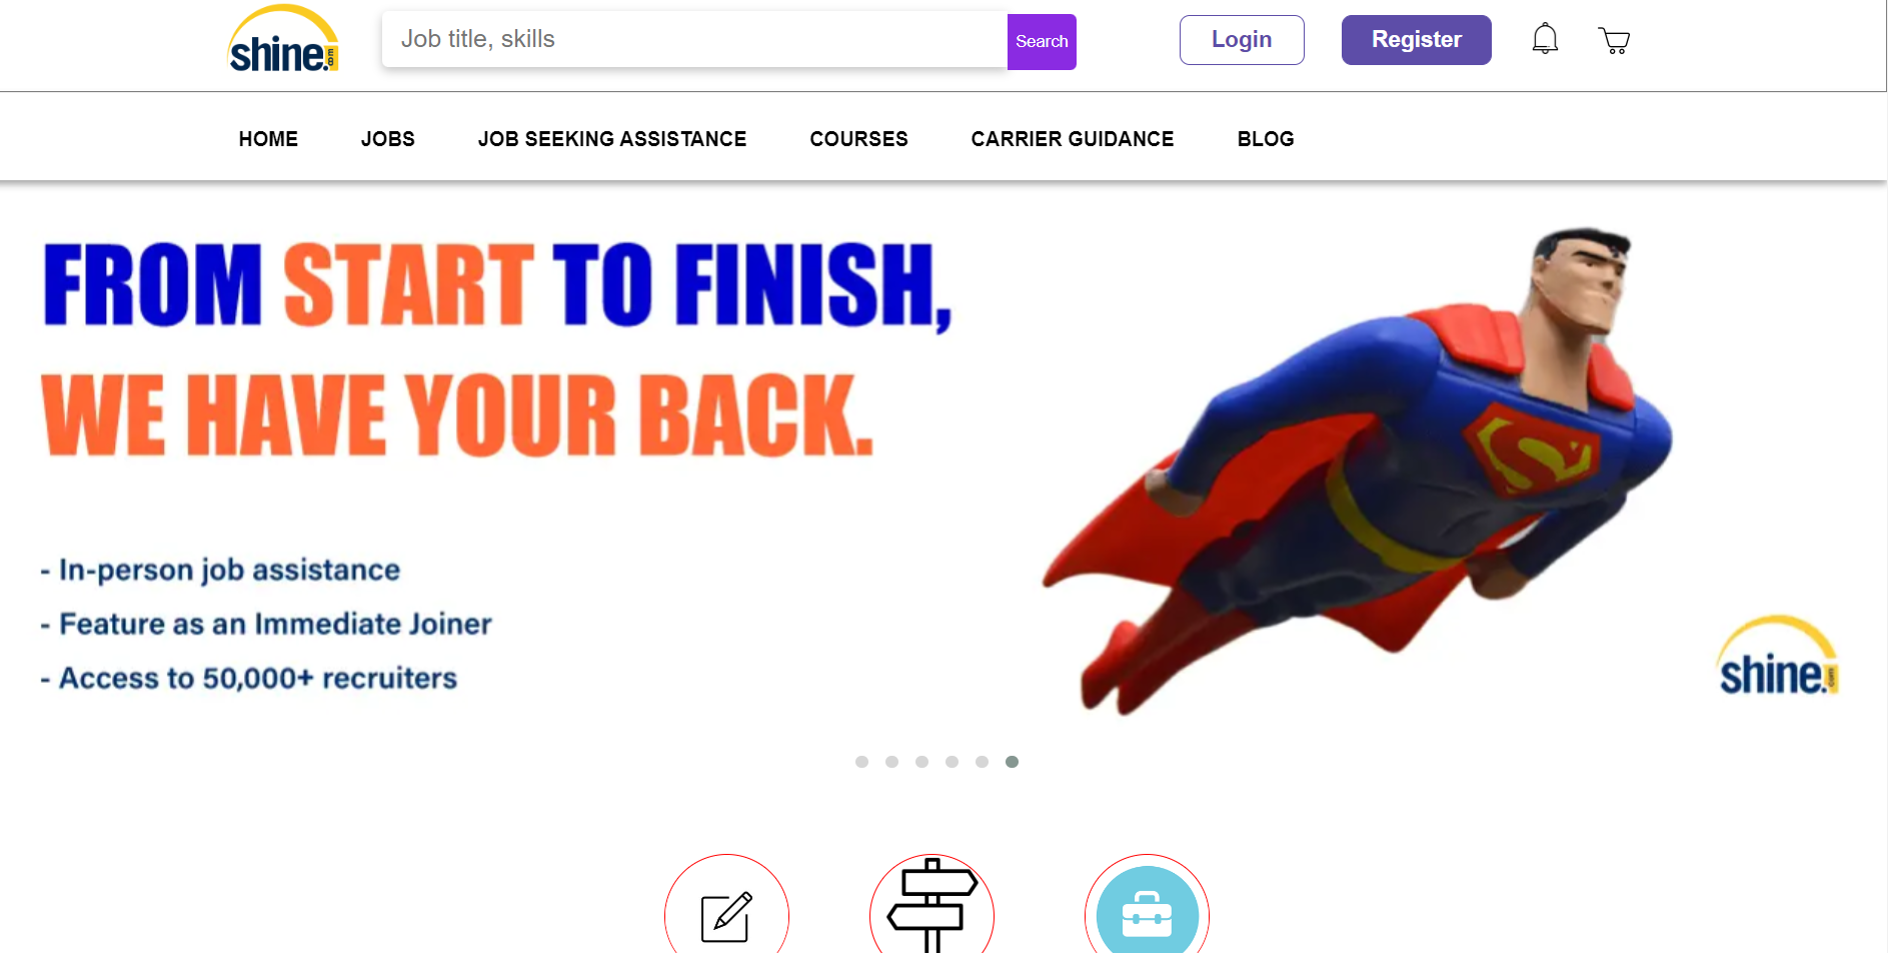 shine.com
Job title, skills
Search
Login
Register
HOME
JOBS
JOB SEEKING ASSISTANCE
COURSES
CARRIER GUIDANCE
BLOG
FROM START TO FINISH,
WE HAVE YOUR BACK.
- In-person job assistance
- Feature as an Immediate Joiner
- Access to 50,000+ recruiters
S
shine.com